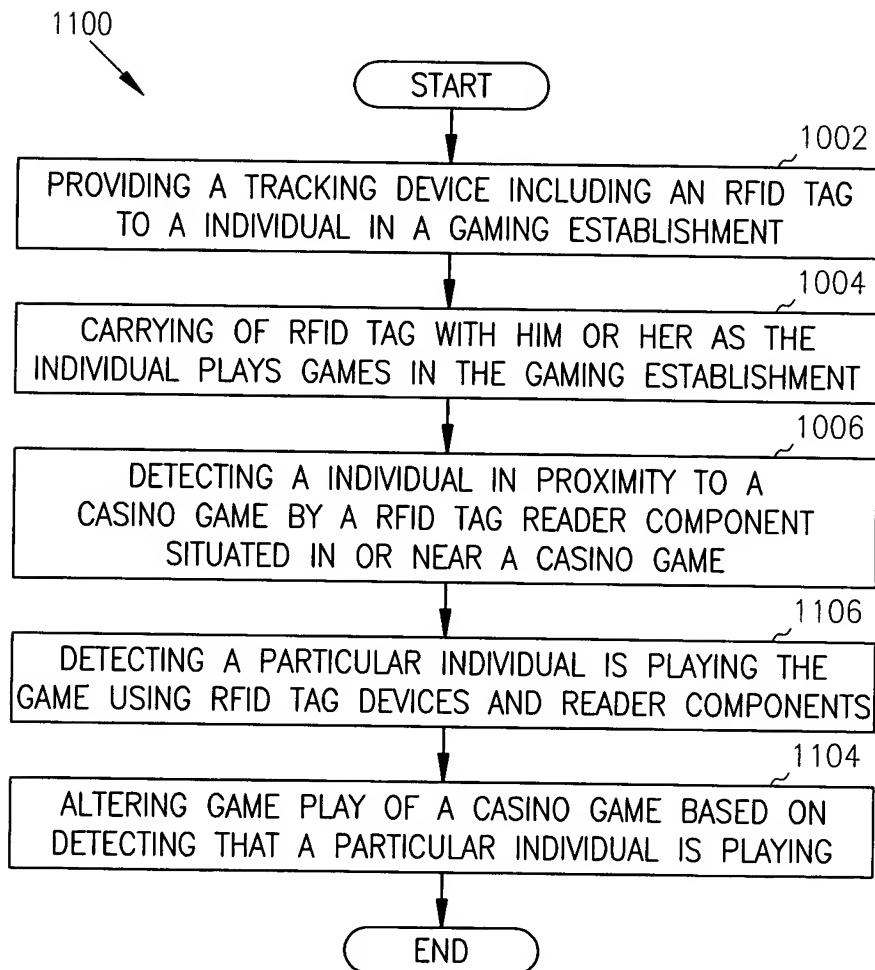 1100
START
1002
PROVIDING A TRACKING DEVICE INCLUDING AN RFID TAG
TO A INDIVIDUAL IN A GAMING ESTABLISHMENT
1004
CARRYING OF RFID TAG WITH HIM OR HER AS THE
INDIVIDUAL PLAYS GAMES IN THE GAMING ESTABLISHMENT
1006
DETECTING A INDIVIDUAL IN PROXIMITY TO A
CASINO GAME BY A RFID TAG READER COMPONENT
SITUATED IN OR NEAR A CASINO GAME
1106
DETECTING A PARTICULAR INDIVIDUAL IS PLAYING THE
GAME USING RFID TAG DEVICES AND READER COMPONENTS
1104
ALTERING GAME PLAY OF A CASINO GAME BASED ON
DETECTING THAT A PARTICULAR INDIVIDUAL IS PLAYING
END